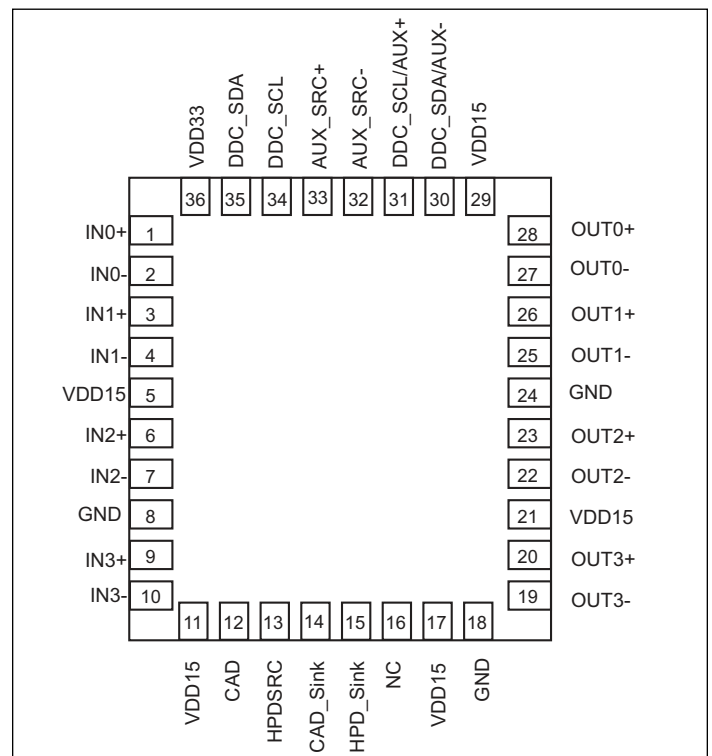 VDD33
DDC_SDA
DDC_SCL
AUX_SRC+
AUX_SRC-
DDC_SCL/AUX+
DDC_SDA/AUX-
VDD15
36 35 34 33 32 31 30 29
IN0+ 1 28 OUT0+
IN0- 2 27 OUT0-
IN1+ 3 26 OUT1+
IN1- 4 25 OUT1-
VDD15 5 24 GND
IN2+ 6 23 OUT2+
IN2- 7 22 OUT2-
GND 8 21 VDD15
IN3+ 9 20 OUT3+
IN3- 10 19 OUT3-
11 12 13 14 15 16 17 18
VDD15
CAD
HPDSRC
CAD_Sink
HPD_Sink
NC
VDD15
GND